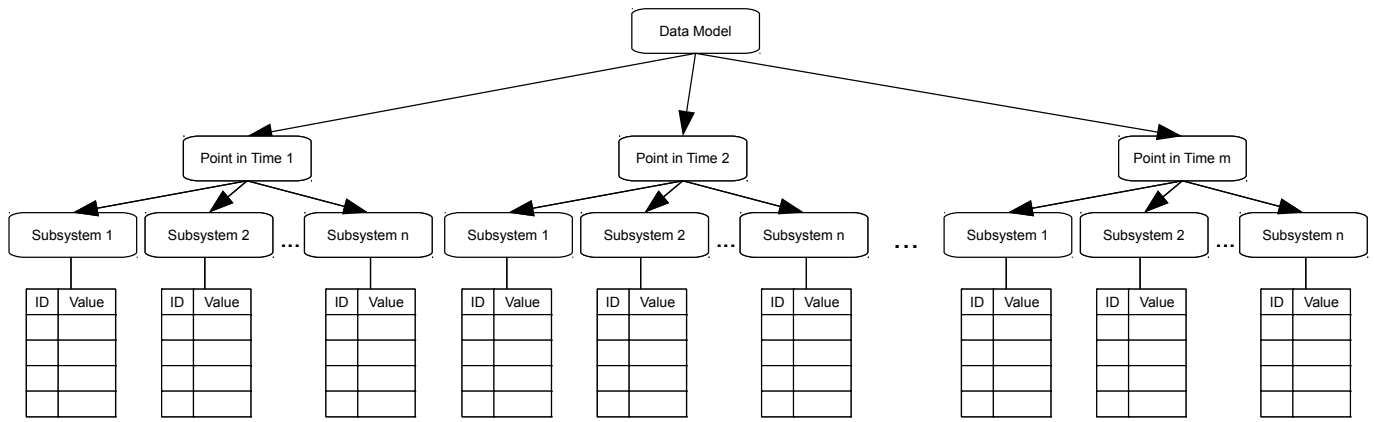 Data Model
Point in Time 1 Point in Time 2 Point in Time m
Subsystem 1 Subsystem 2 ... Subsystem n Subsystem 1 Subsystem 2 ... Subsystem n ... Subsystem 1 Subsystem 2 ... Subsystem n
ID Value ID Value ID Value ID Value ID Value ID Value ID Value ID Value ID Value